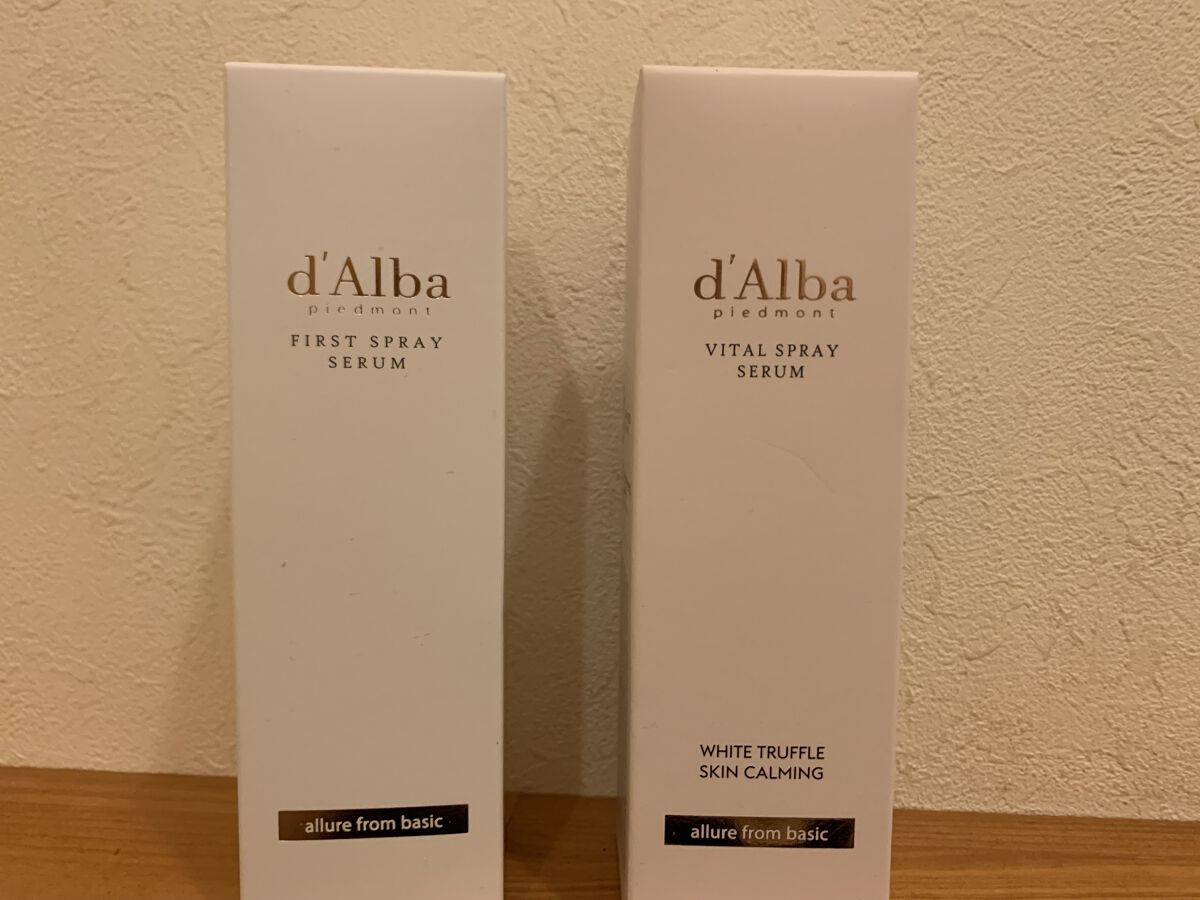 d'Alba
piedmont
FIRST SPRAY
SERUM
allure from basic
d'Alba
piedmont
VITAL SPRAY
SERUM
WHITE TRUFFLE
SKIN CALMING
allure from basic